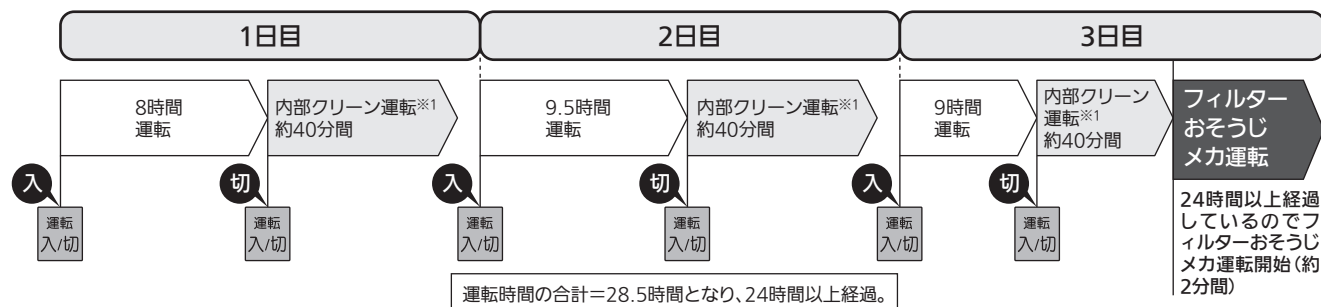 1日目
2日目
3日目
8時間
運転
内部クリーン運転※1
約40分間
9.5時間
運転
内部クリーン運転※1
約40分間
9時間
運転
内部クリーン
運転※1
約40分間
フィルター
おそうじ
メカ運転
入
切
入
切
入
切
運転
入/切
運転
入/切
運転
入/切
運転
入/切
運転
入/切
運転
入/切
24時間以上経過
しているのでフ
ィルターおそうじ
メカ運転開始（約
2分間）
運転時間の合計＝28.5時間となり、24時間以上経過。